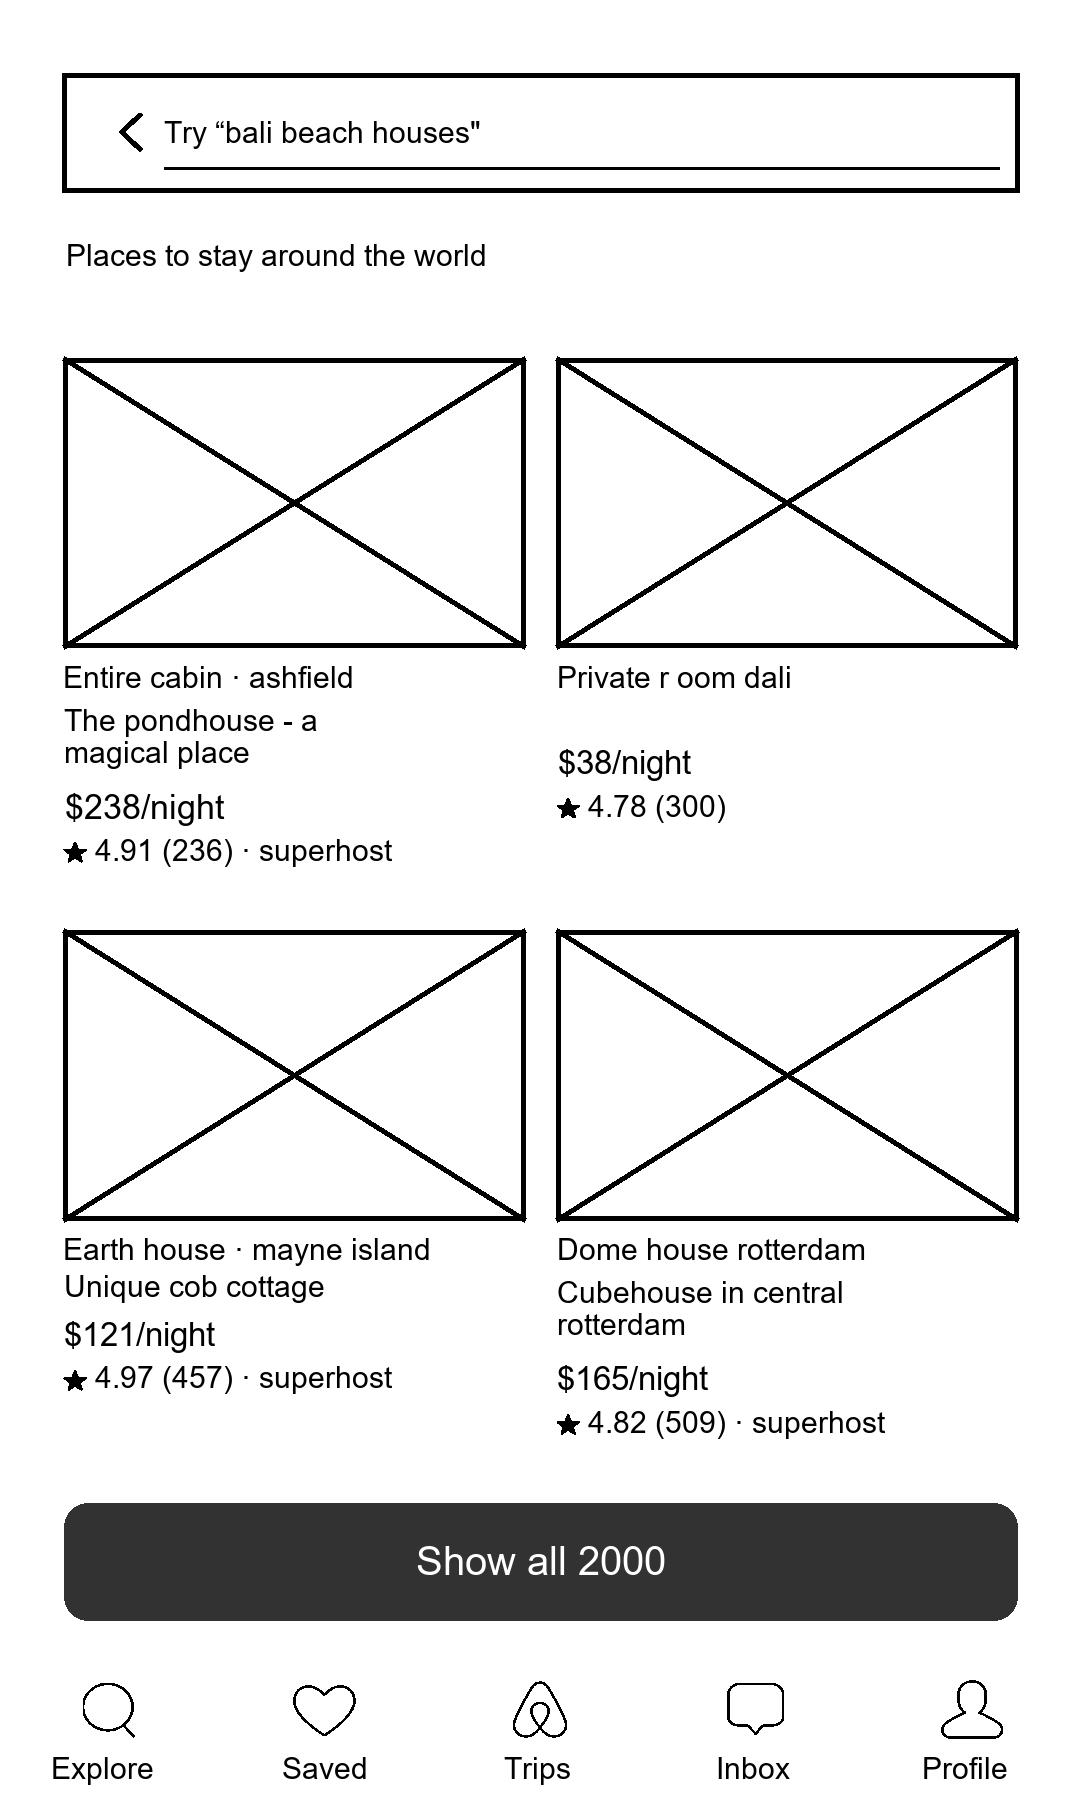 Try “bali beach houses"
Places to stay around the world
Entire cabin · ashfield
The pondhouse - a
magical place
$238/night
4.91 (236) · superhost
Private r oom dali
$38/night
4.78 (300)
Earth house · mayne island
Unique cob cottage
$121/night
4.97 (457) · superhost
Dome house rotterdam
Cubehouse in central
rotterdam
$165/night
4.82 (509) · superhost
Show all 2000
Explore
Saved
Trips
Inbox
Profile